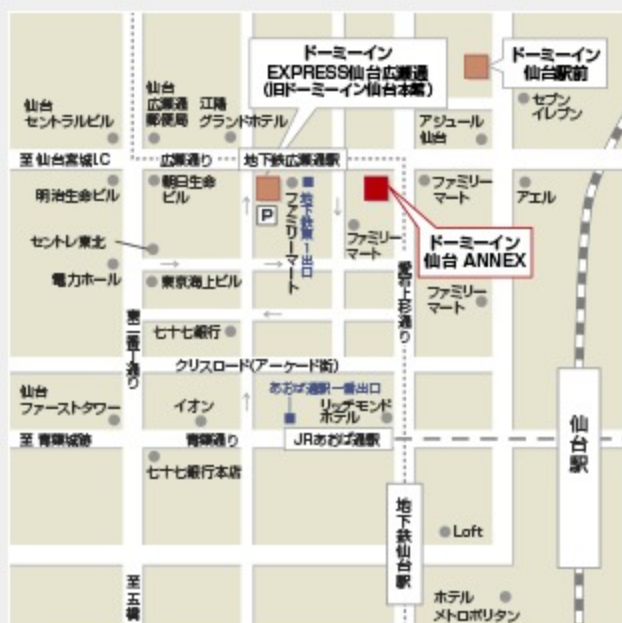 ドーミーイン
EXPRESS仙台広瀬通
(旧ドーミーイン仙台本館)
ドーミーイン
仙台駅前
仙台
セントラルビル
仙台
広瀬通
郵便局
江陽
グランドホテル
アジュール
仙台
セブン
イレブン
至 仙台宮城I.C
広瀬通り
地下鉄広瀬通駅
明治生命ビル
朝日生命
ビル
P
ファミリーマート
地下鉄東1出口
ファミリー
マート
ファミリー
マート
アエル
ドーミーイン
仙台 ANNEX
セントレ東北
電力ホール
東京海上ビル
愛宕上杉通り
ファミリー
マート
東二番丁通り
七十七銀行
クリスロード(アーケード街)
仙台
ファーストタワー
イオン
あおば通駅一番出口
リッチモンド
ホテル
至 青葉城跡
青葉通り
JRあおば通駅
仙台駅
七十七銀行本店
地下鉄仙台駅
Loft
至五橋
ホテル
メトロポリタン